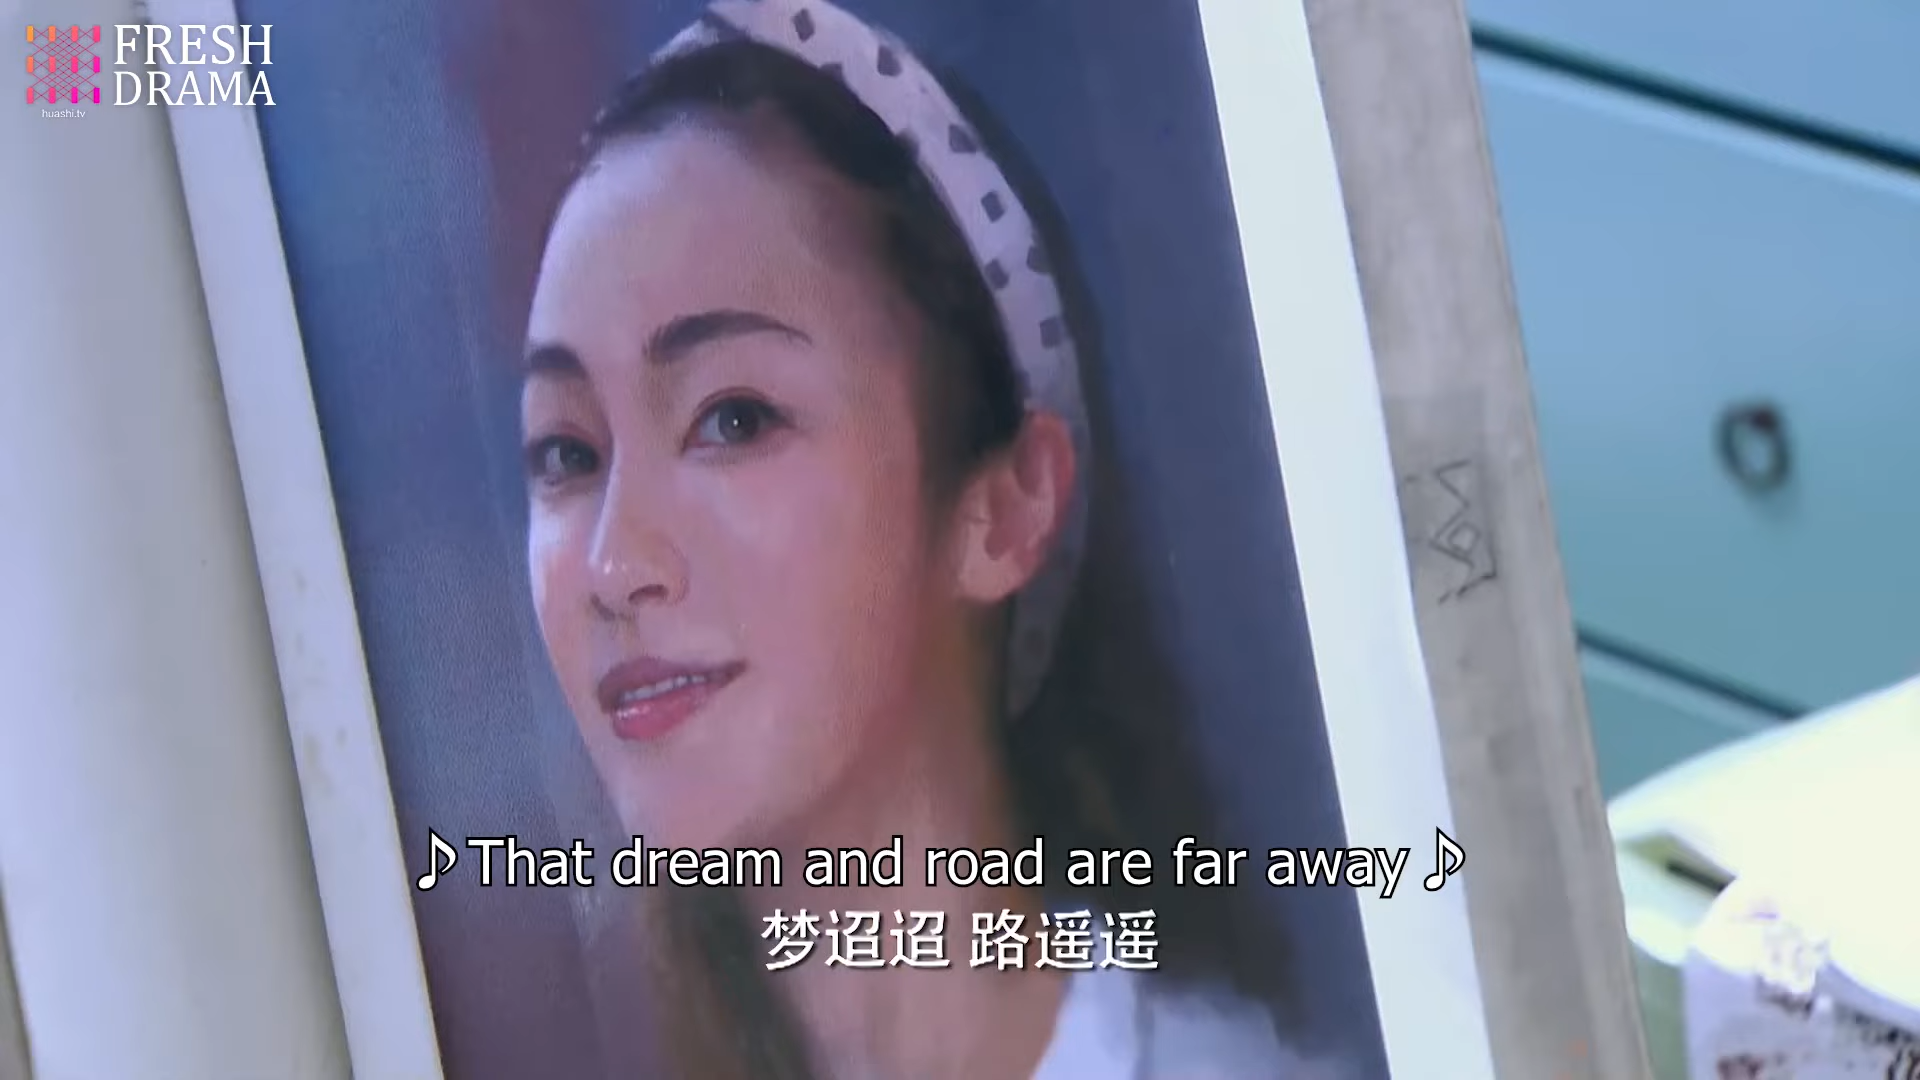 FRESH
DRAMA
huashi.tv
♪That dream and road are far away♪
梦迢迢 路遥遥